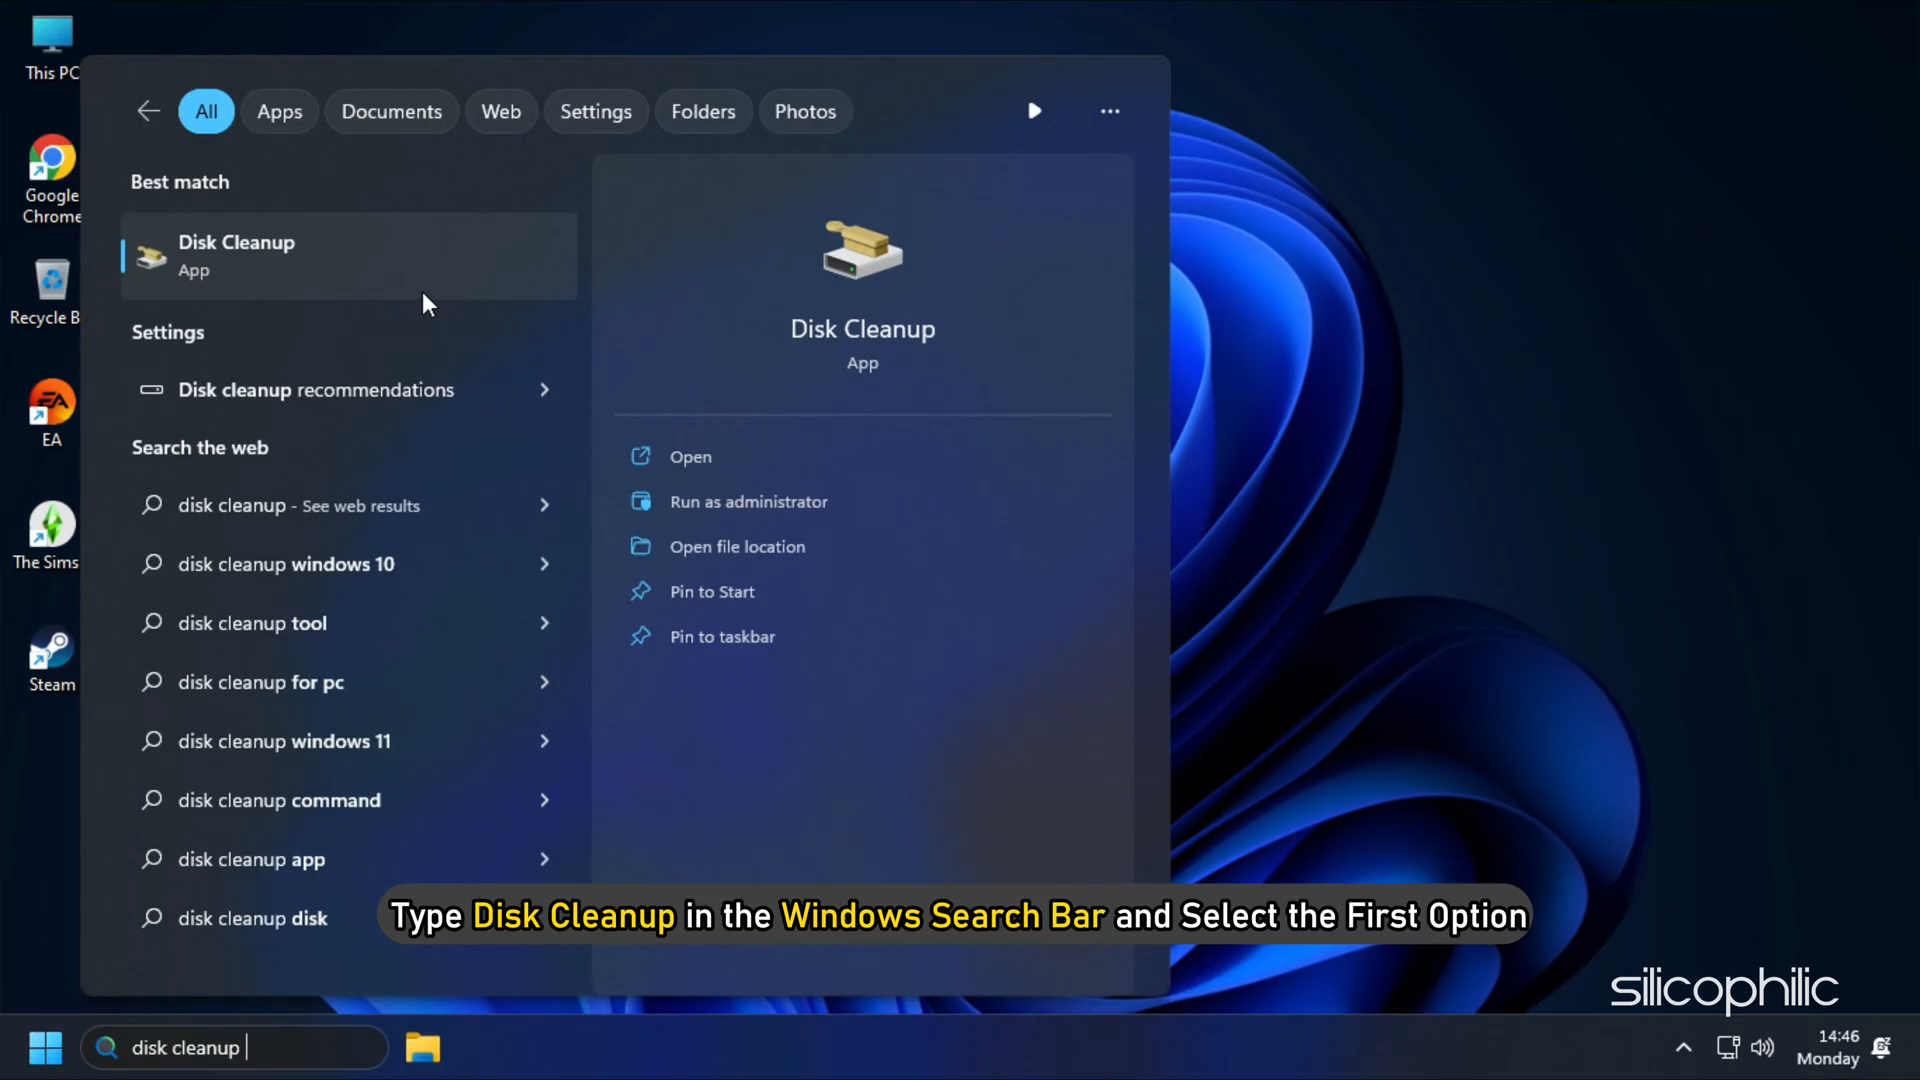 This PC
Google
Chrome
Recycle B
EA
The Sims
Steam
All
Apps
Documents
Web
Settings
Folders
Photos
Best match
Disk Cleanup
App
Settings
Disk cleanup recommendations
Search the web
disk cleanup - See web results
disk cleanup windows 10
disk cleanup tool
disk cleanup for pc
disk cleanup windows 11
disk cleanup command
disk cleanup app
disk cleanup disk
Disk Cleanup
App
Open
Run as administrator
Open file location
Pin to Start
Pin to taskbar
Type Disk Cleanup in the Windows Search Bar and Select the First Option
silicophilic
disk cleanup
14:46
Monday